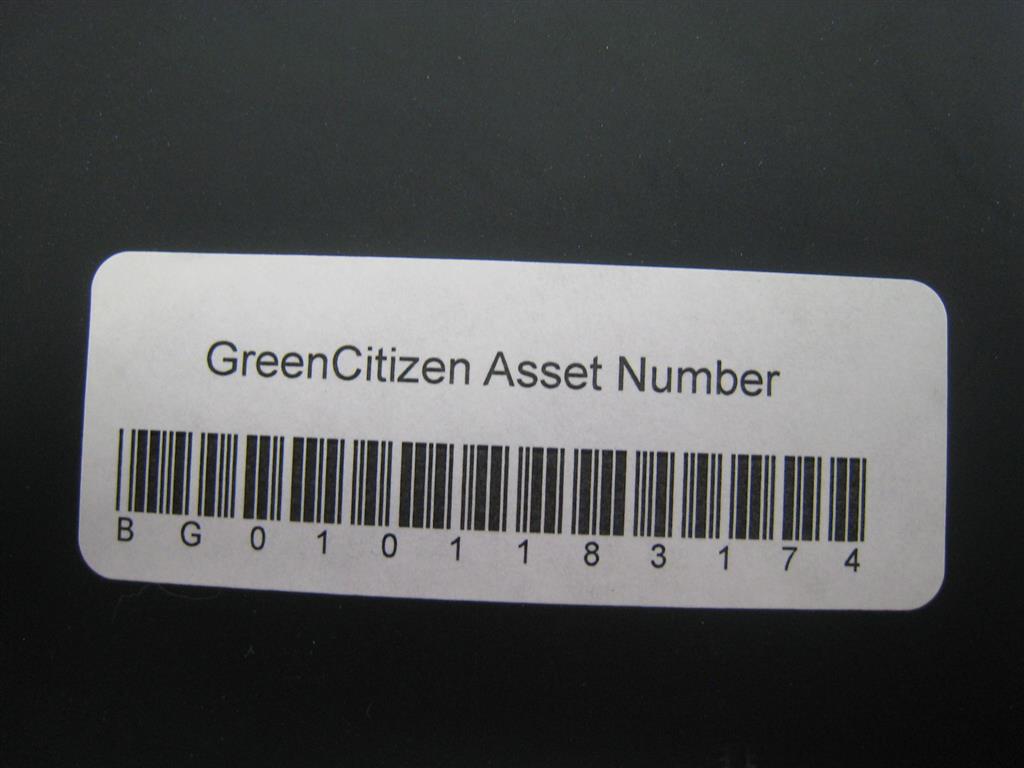 GreenCitizen Asset Number
B G 0 1 0 1 1 8 3 1 7 4